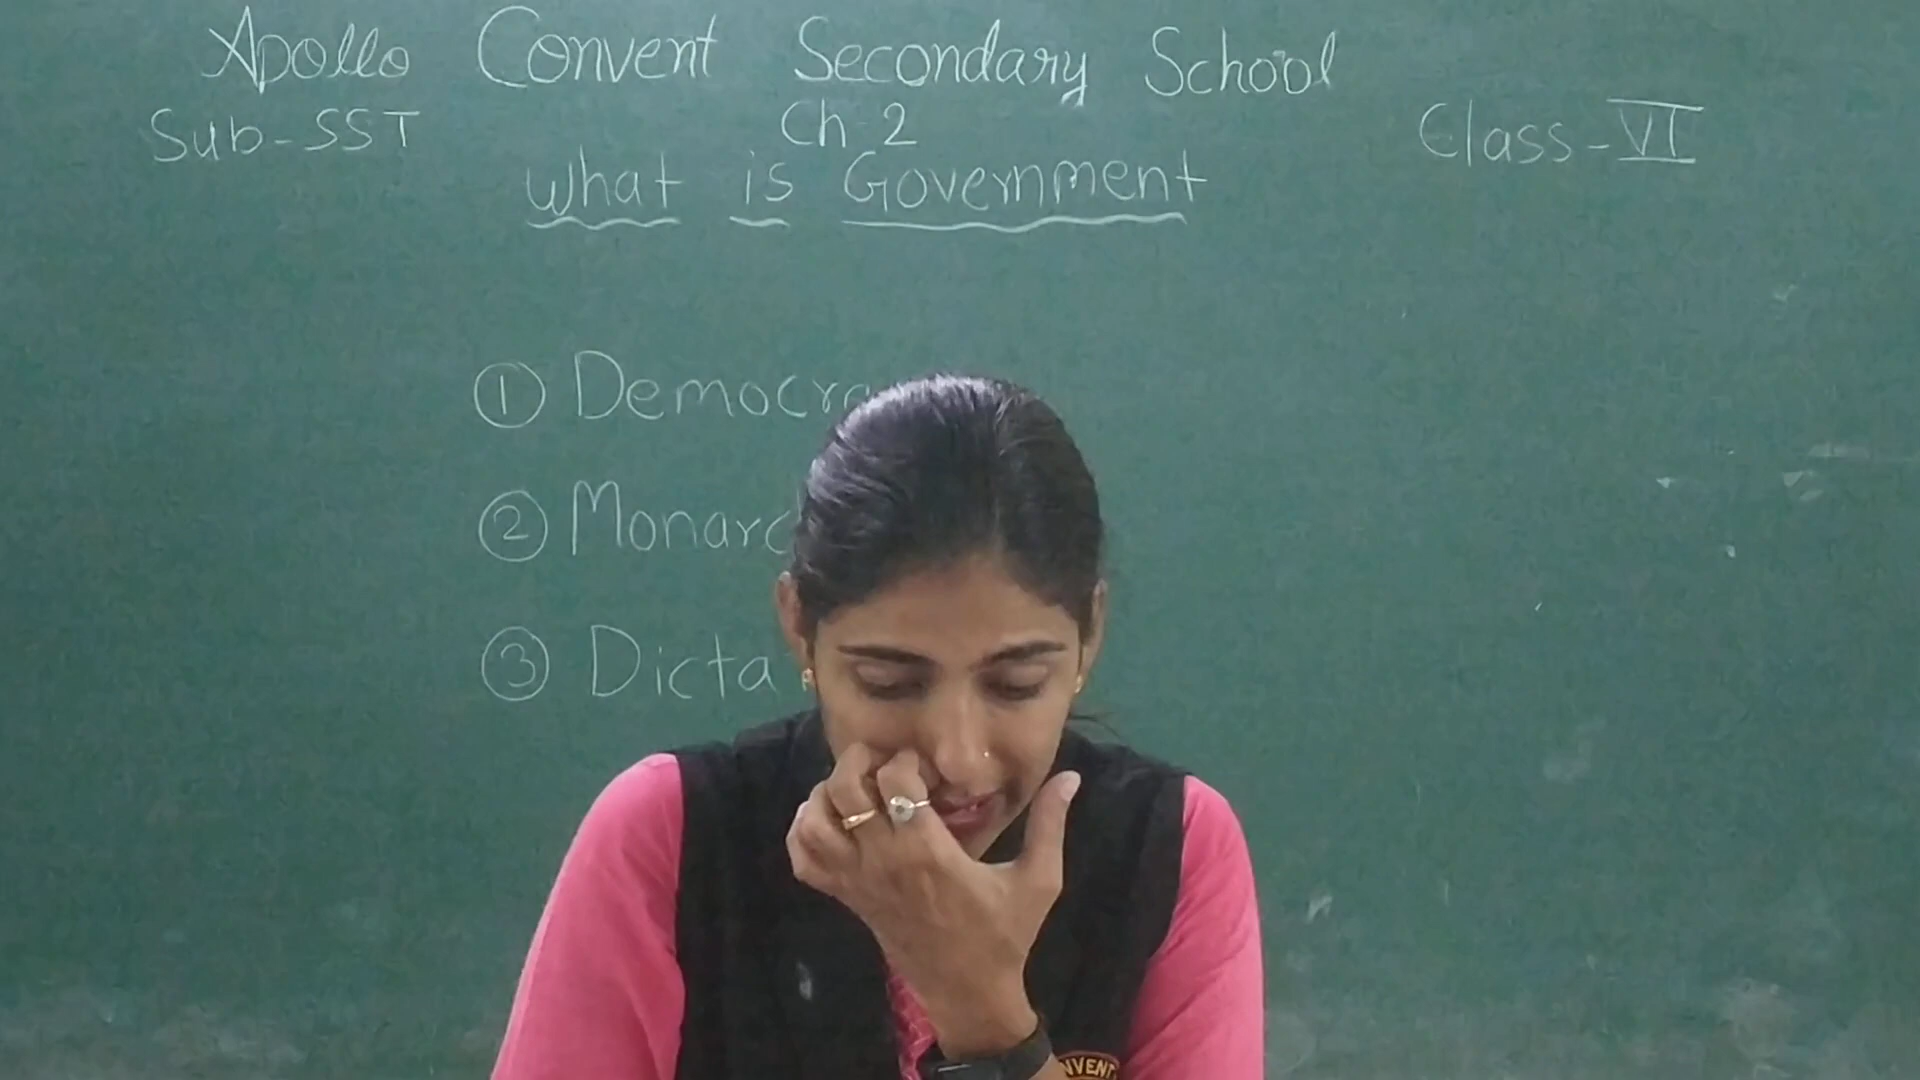 Apollo Convent Secondary School
Sub-SST Ch-2 Class-VI
What is Government
① Democra
② Monarc
③ Dicta
NVENT